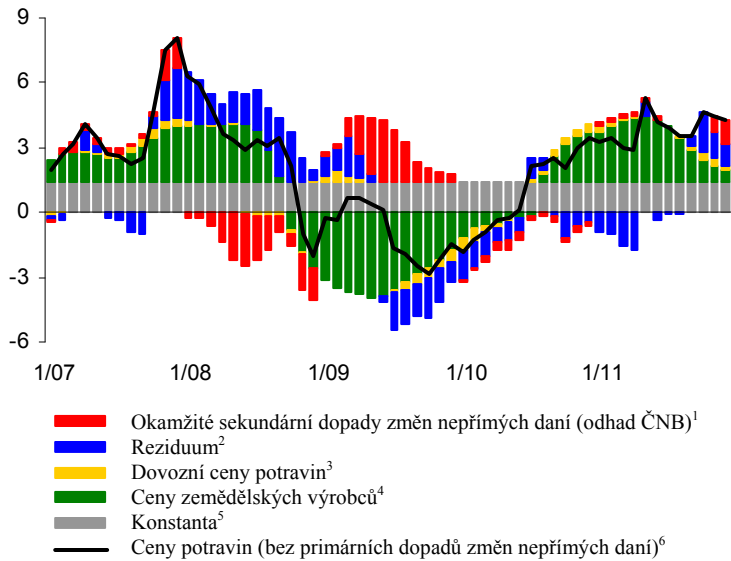 9
6
3
0
-3
-6
1/07 1/08 1/09 1/10 1/11
Okamžité sekundární dopady změn nepřímých daní (odhad ČNB)¹
Reziduum²
Dovozní ceny potravin³
Ceny zemědělských výrobců⁴
Konstanta⁵
Ceny potravin (bez primárních dopadů změn nepřímých daní)⁶